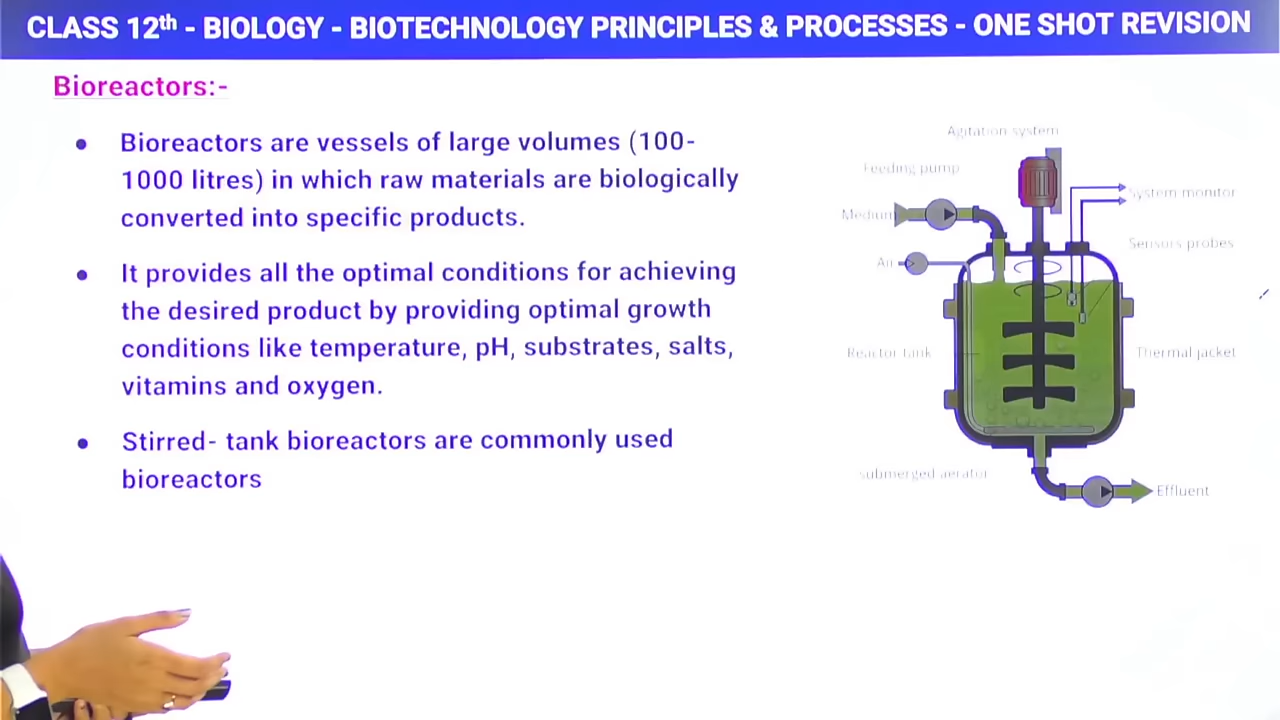 CLASS 12th - BIOLOGY - BIOTECHNOLOGY PRINCIPLES & PROCESSES - ONE SHOT REVISION
Bioreactors:-
• Bioreactors are vessels of large volumes (100-
1000 litres) in which raw materials are biologically
converted into specific products.
• It provides all the optimal conditions for achieving
the desired product by providing optimal growth
conditions like temperature, pH, substrates, salts,
vitamins and oxygen.
• Stirred- tank bioreactors are commonly used
bioreactors
Agitation system
Feeding pump
System monitor
Medium
Sensors probes
Air
Reactor tank
Thermal jacket
submerged aerator
Effluent